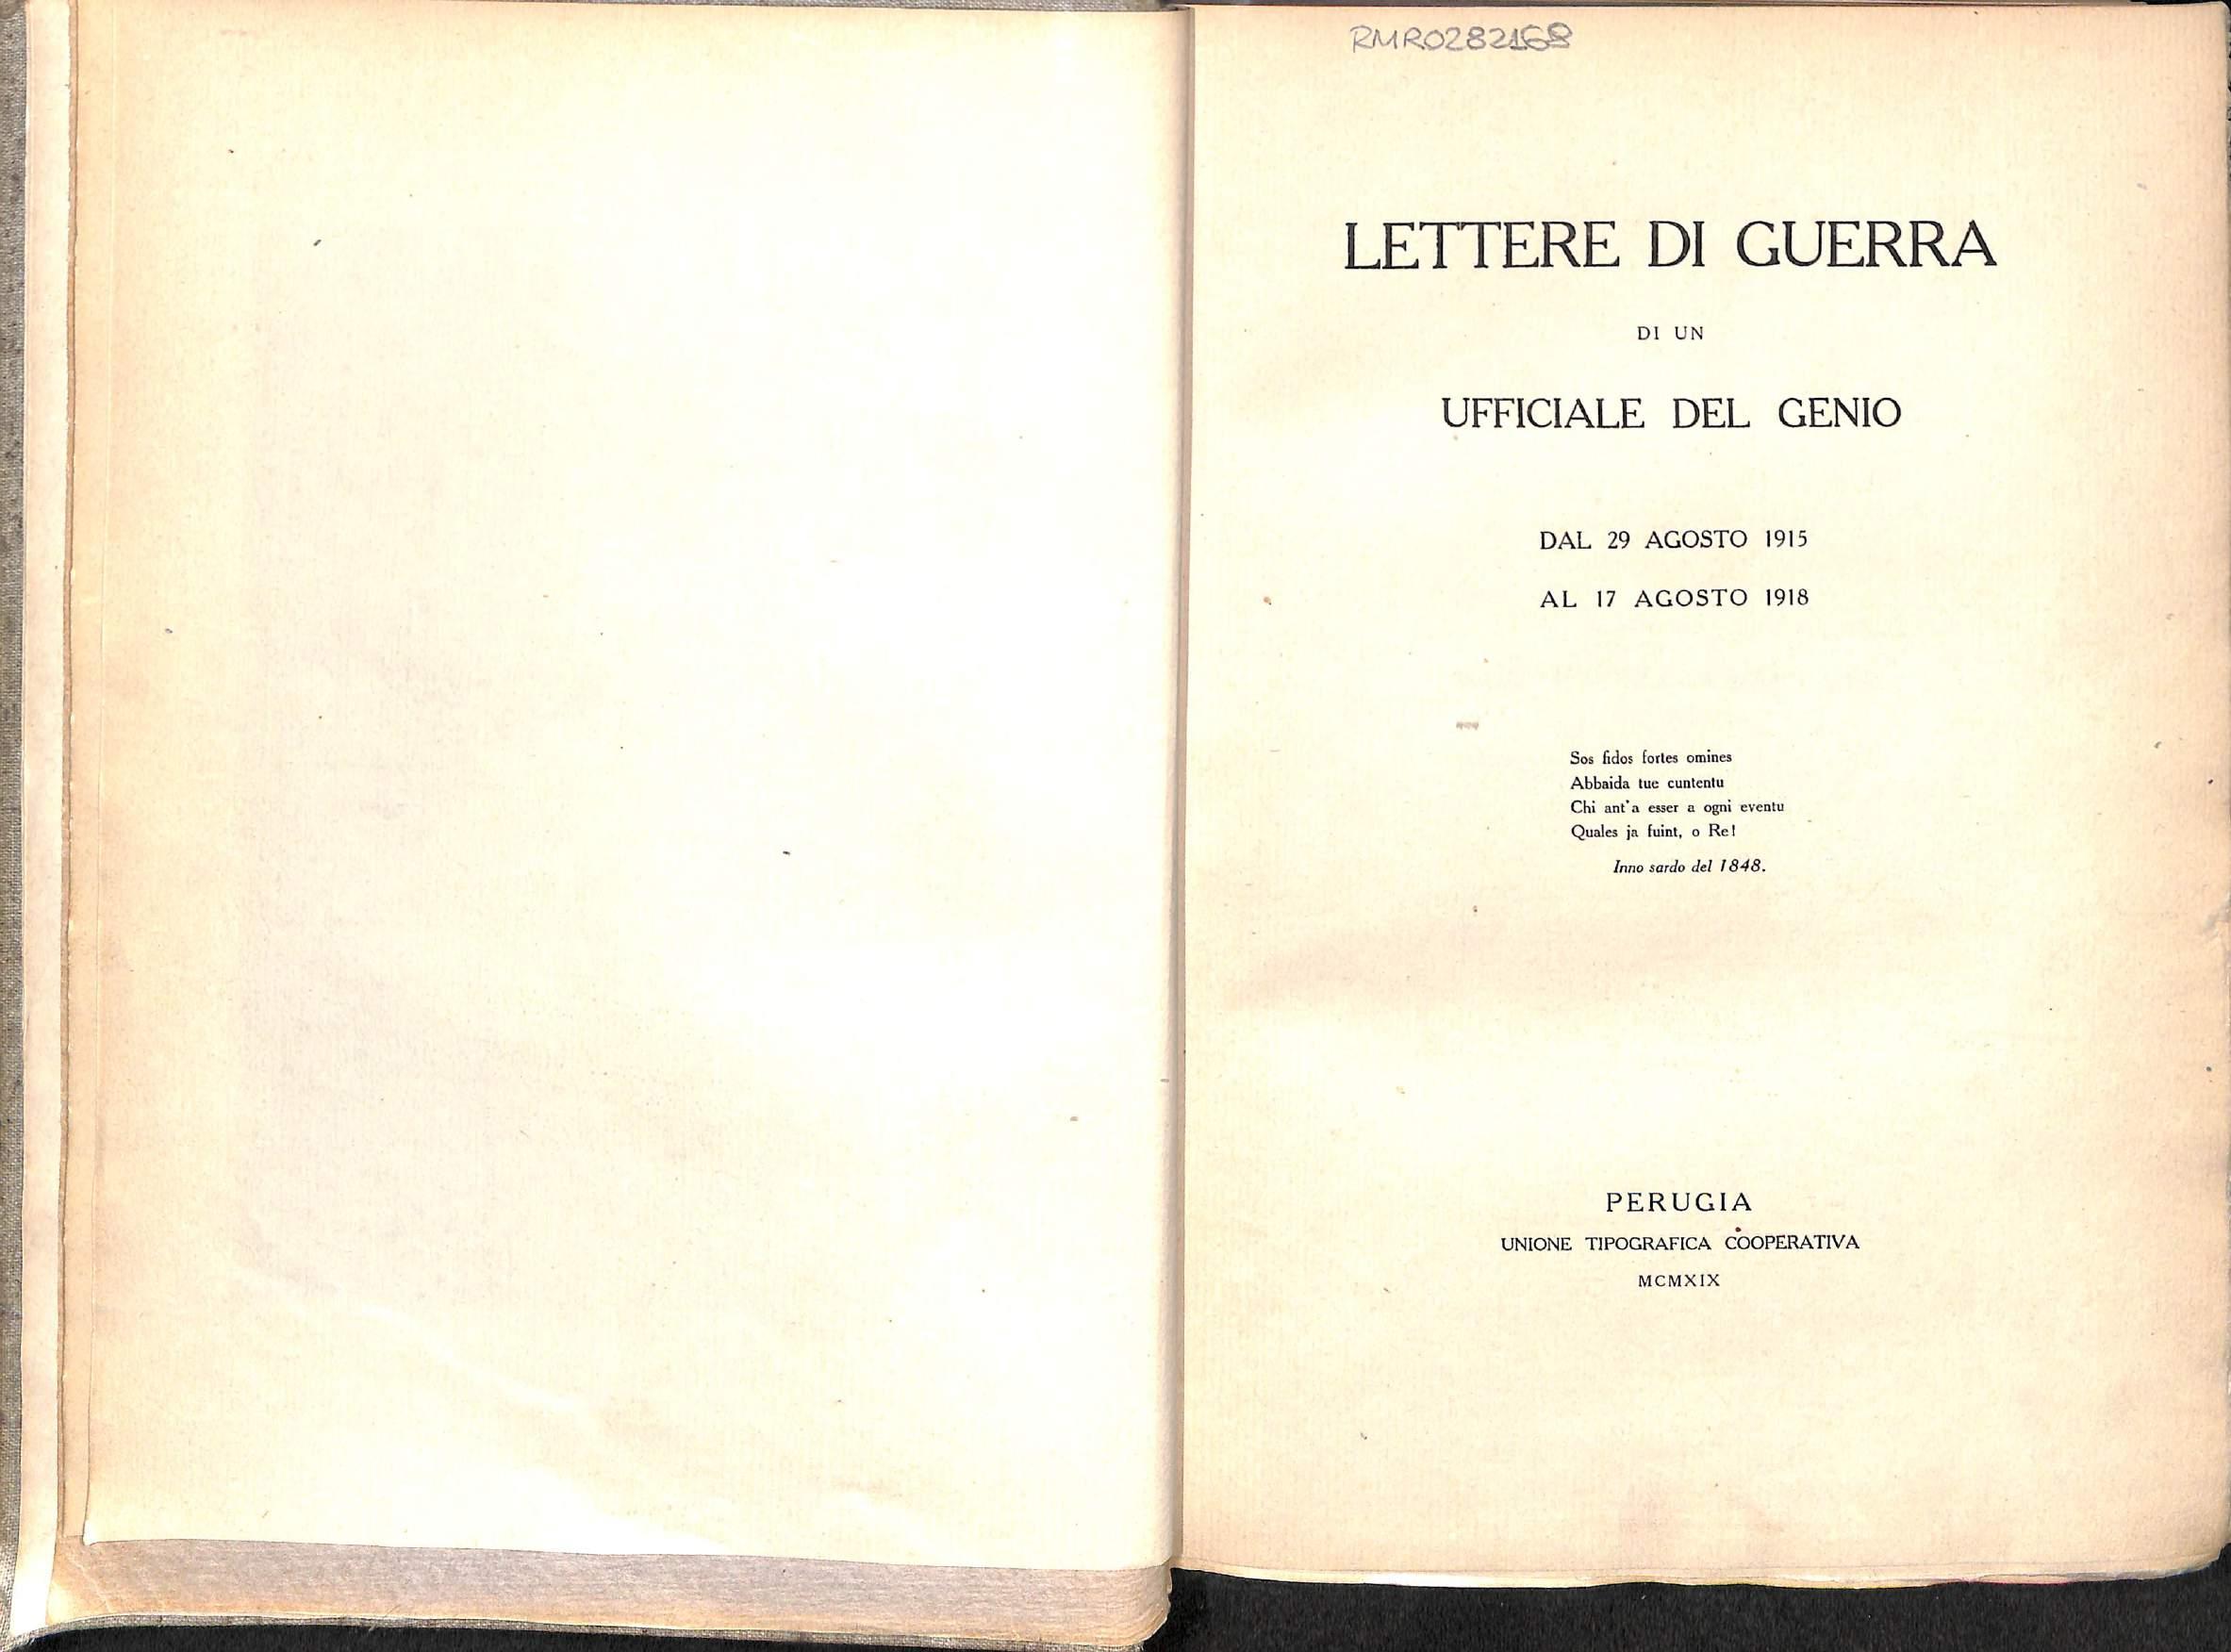 RMR0282168
LETTERE DI GUERRA
DI UN
UFFICIALE DEL GENIO
DAL 29 AGOSTO 1915
AL 17 AGOSTO 1918
Sos fidos fortes omines
Abbaida tue cuntentu
Chi ant'a esser a ogni eventu
Quales ja fuint, o Re!
Inno sardo del 1848.
PERUGIA
UNIONE TIPOGRAFICA COOPERATIVA
MCMXIX